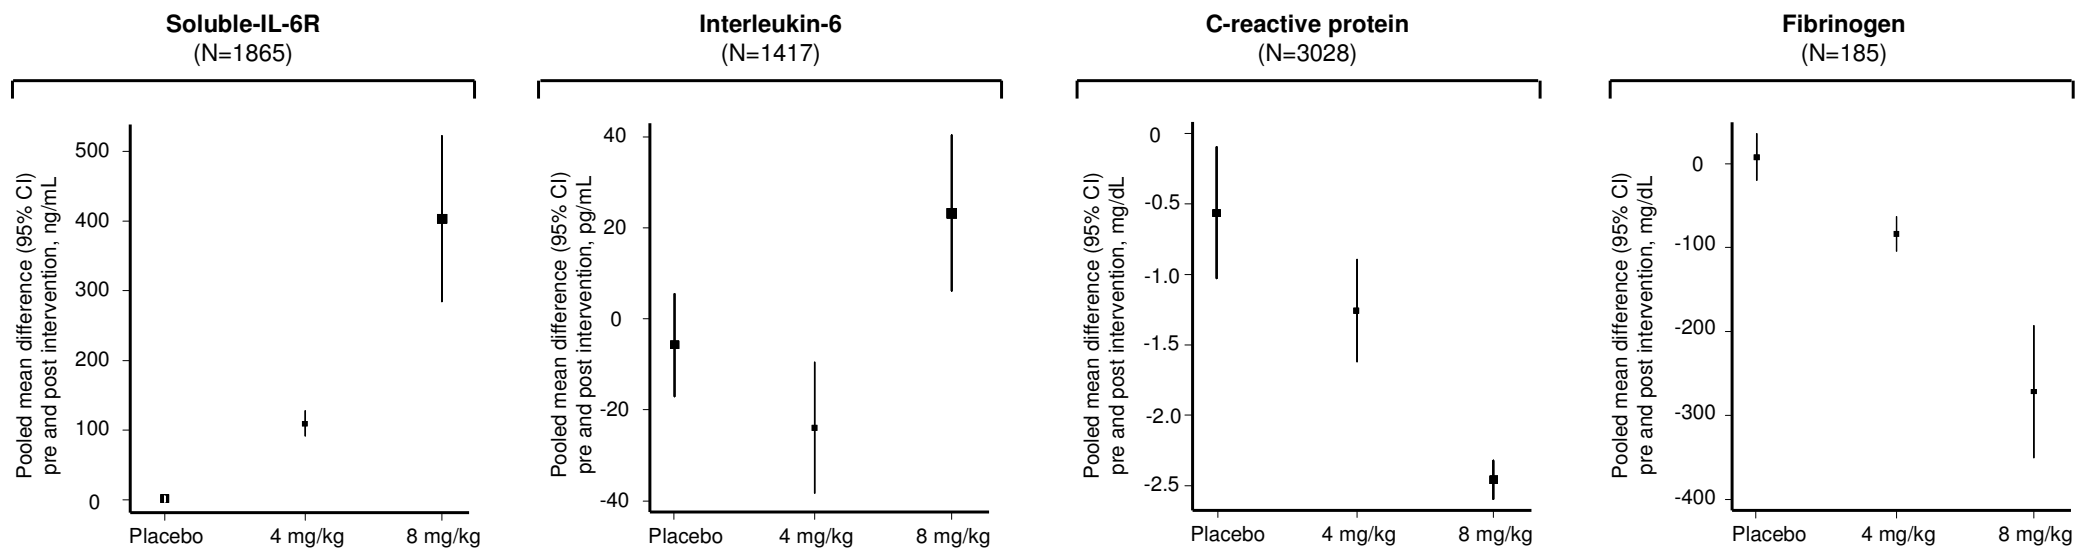 Soluble-IL-6R
(N=1865)
Pooled mean difference (95% CI)
pre and post intervention, ng/mL
500
400
300
200
100
0
Placebo
4 mg/kg
8 mg/kg
Interleukin-6
(N=1417)
Pooled mean difference (95% CI)
pre and post intervention, pg/mL
40
20
0
-20
-40
Placebo
4 mg/kg
8 mg/kg
C-reactive protein
(N=3028)
Pooled mean difference (95% CI)
pre and post intervention, mg/dL
0
-0.5
-1.0
-1.5
-2.0
-2.5
Placebo
4 mg/kg
8 mg/kg
Fibrinogen
(N=185)
Pooled mean difference (95% CI)
pre and post intervention, mg/dL
0
-100
-200
-300
-400
Placebo
4 mg/kg
8 mg/kg